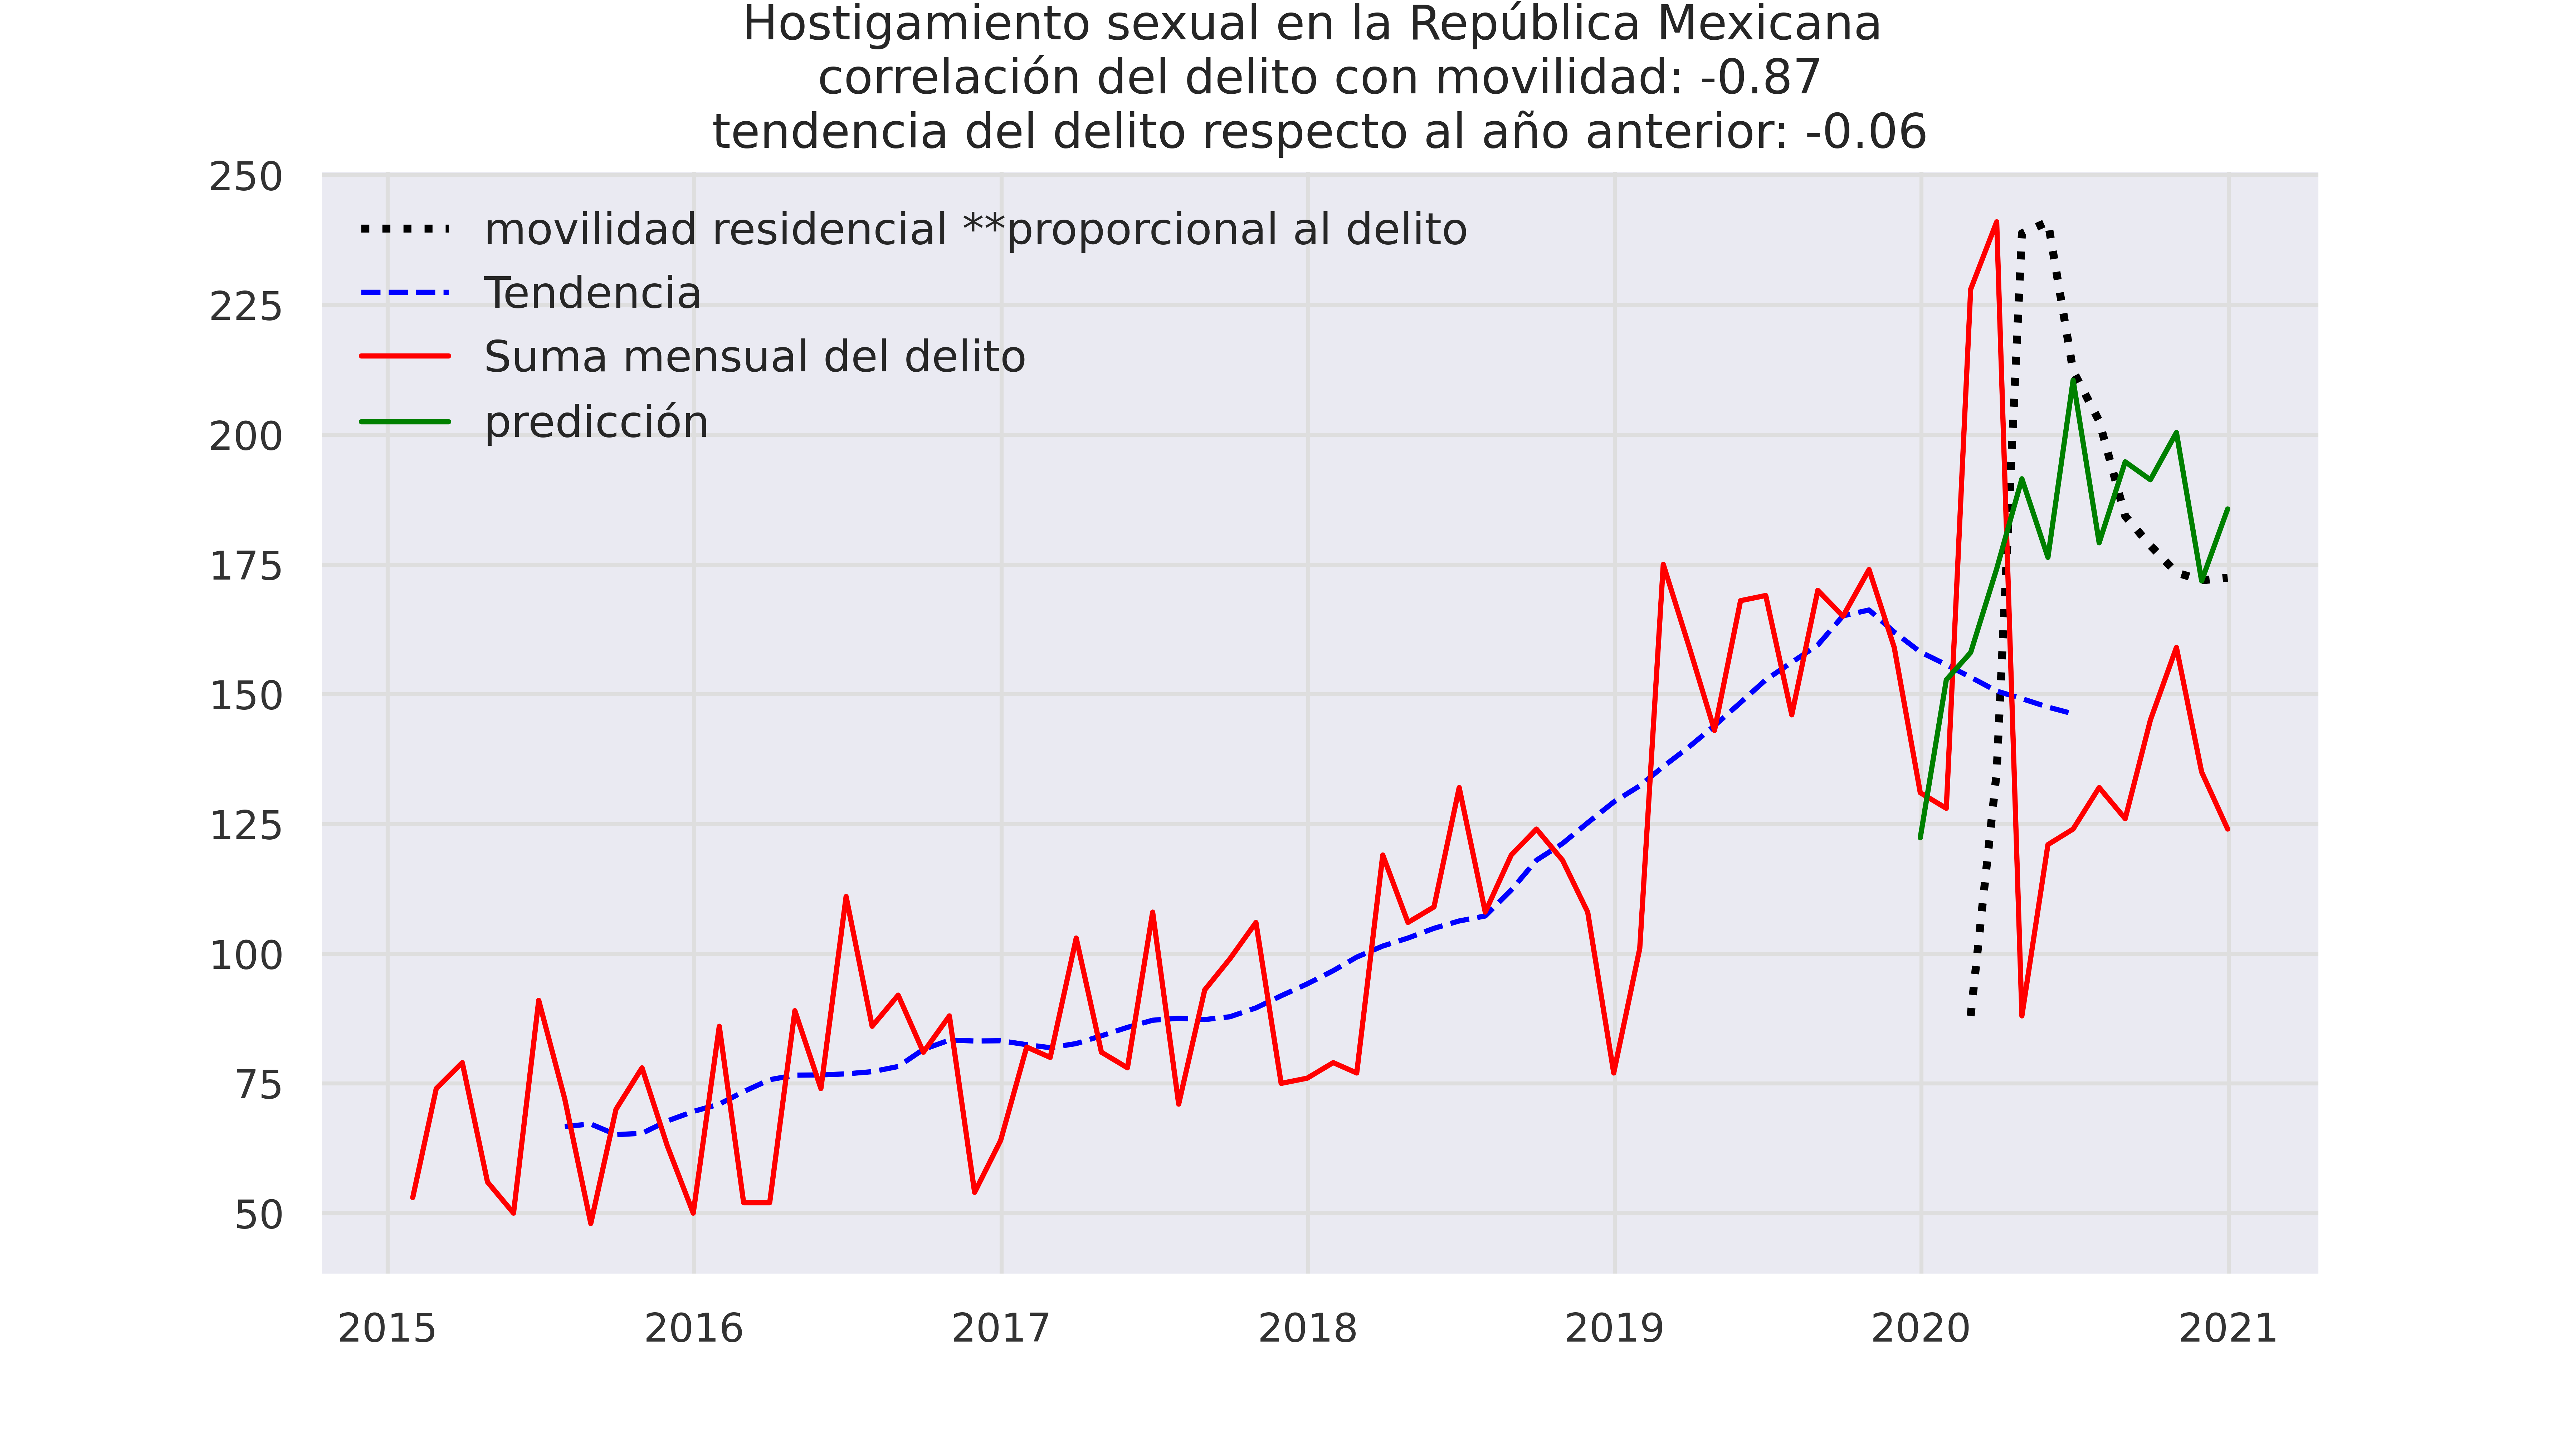 Hostigamiento sexual en la República Mexicana
correlación del delito con movilidad: -0.87
tendencia del delito respecto al año anterior: -0.06
250
225
200
175
150
125
100
75
50
movilidad residencial **proporcional al delito
Tendencia
Suma mensual del delito
predicción
2015 2016 2017 2018 2019 2020 2021